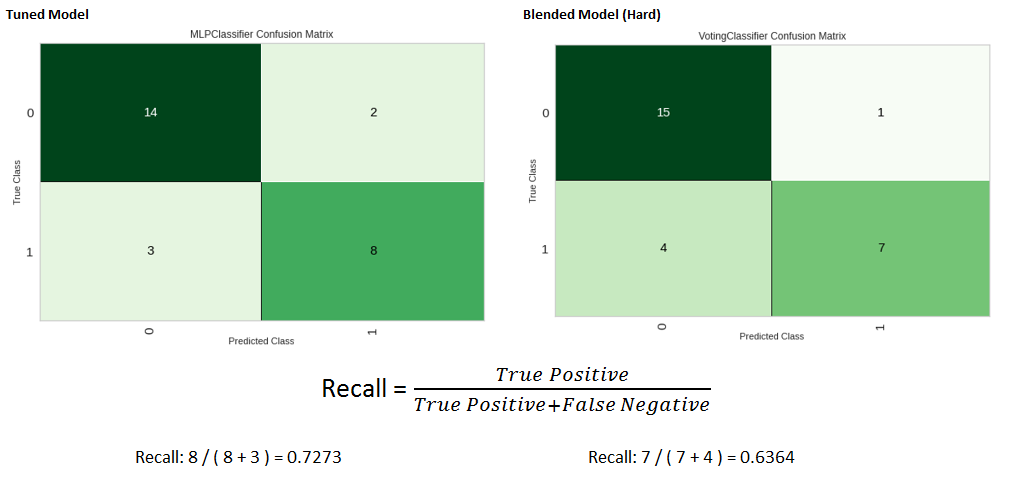 Tuned Model
MLPClassifier Confusion Matrix
True Class
0
14
2
1
3
8
0
1
Predicted Class
Blended Model (Hard)
VotingClassifier Confusion Matrix
True Class
0
15
1
1
4
7
0
1
Predicted Class
Recall = True Positive
True Positive+False Negative
Recall: 8 / ( 8 + 3 ) = 0.7273
Recall: 7 / ( 7 + 4 ) = 0.6364